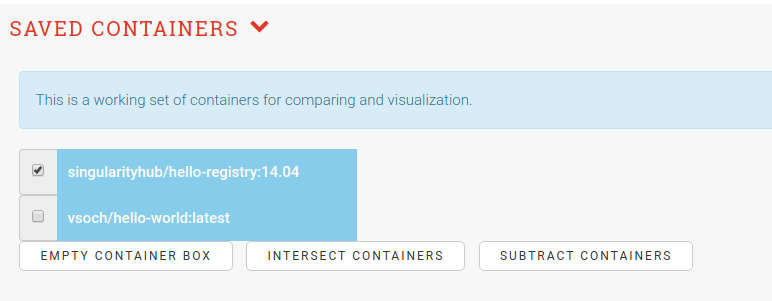 SAVED CONTAINERS
This is a working set of containers for comparing and visualization.
singularityhub/hello-registry:14.04
vsoch/hello-world:latest
EMPTY CONTAINER BOX INTERSECT CONTAINERS SUBTRACT CONTAINERS